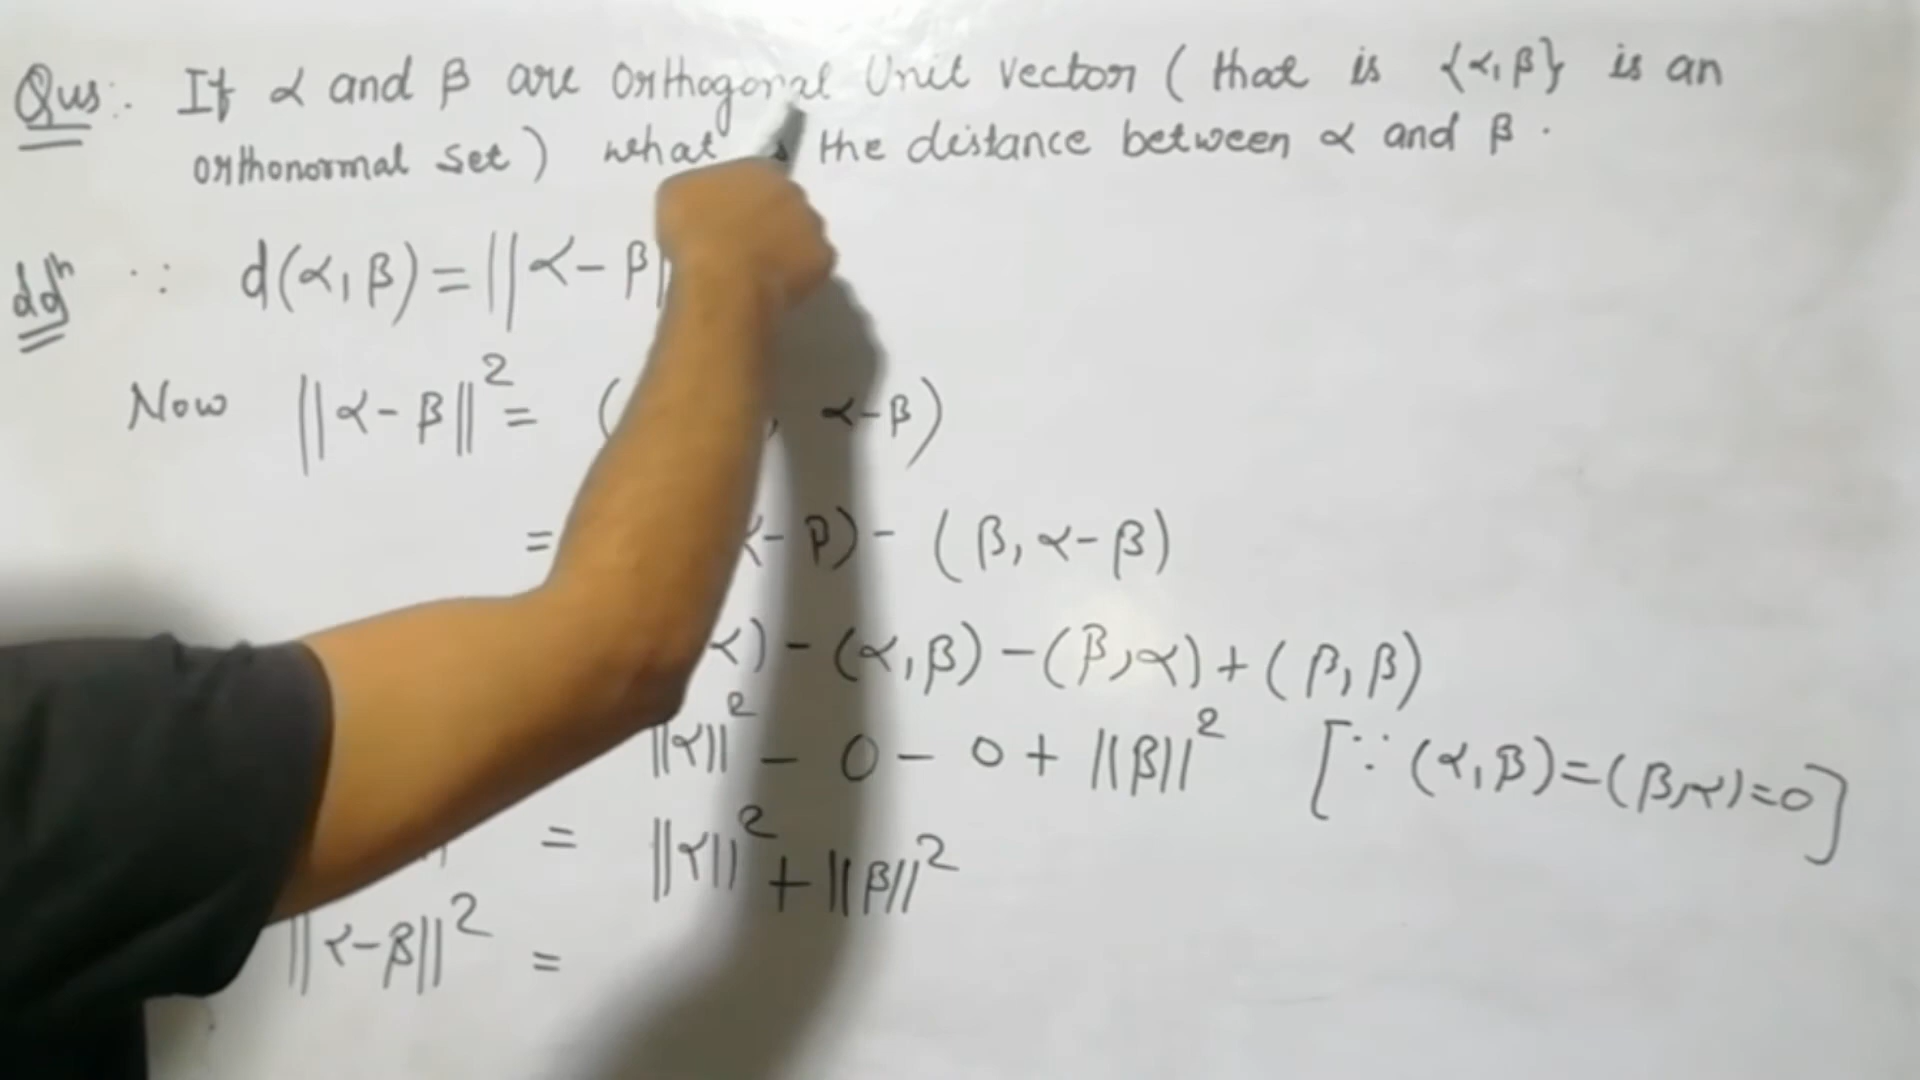 Qus:. If α and β are orthogonal Unit vector ( that is {α, β} is an
orthonormal set ) what the distance between α and β .
∵ d(α, β) = ||α - β|
Now ||α - β||² = ( , α - β)
= - β) - (β, α - β)
α) - (α, β) - (β, α) + (β, β)
||α||² - 0 - 0 + ||β||² [∵ (α, β) = (β, α) = 0]
= ||α||² + ||β||²
||α - β||² =